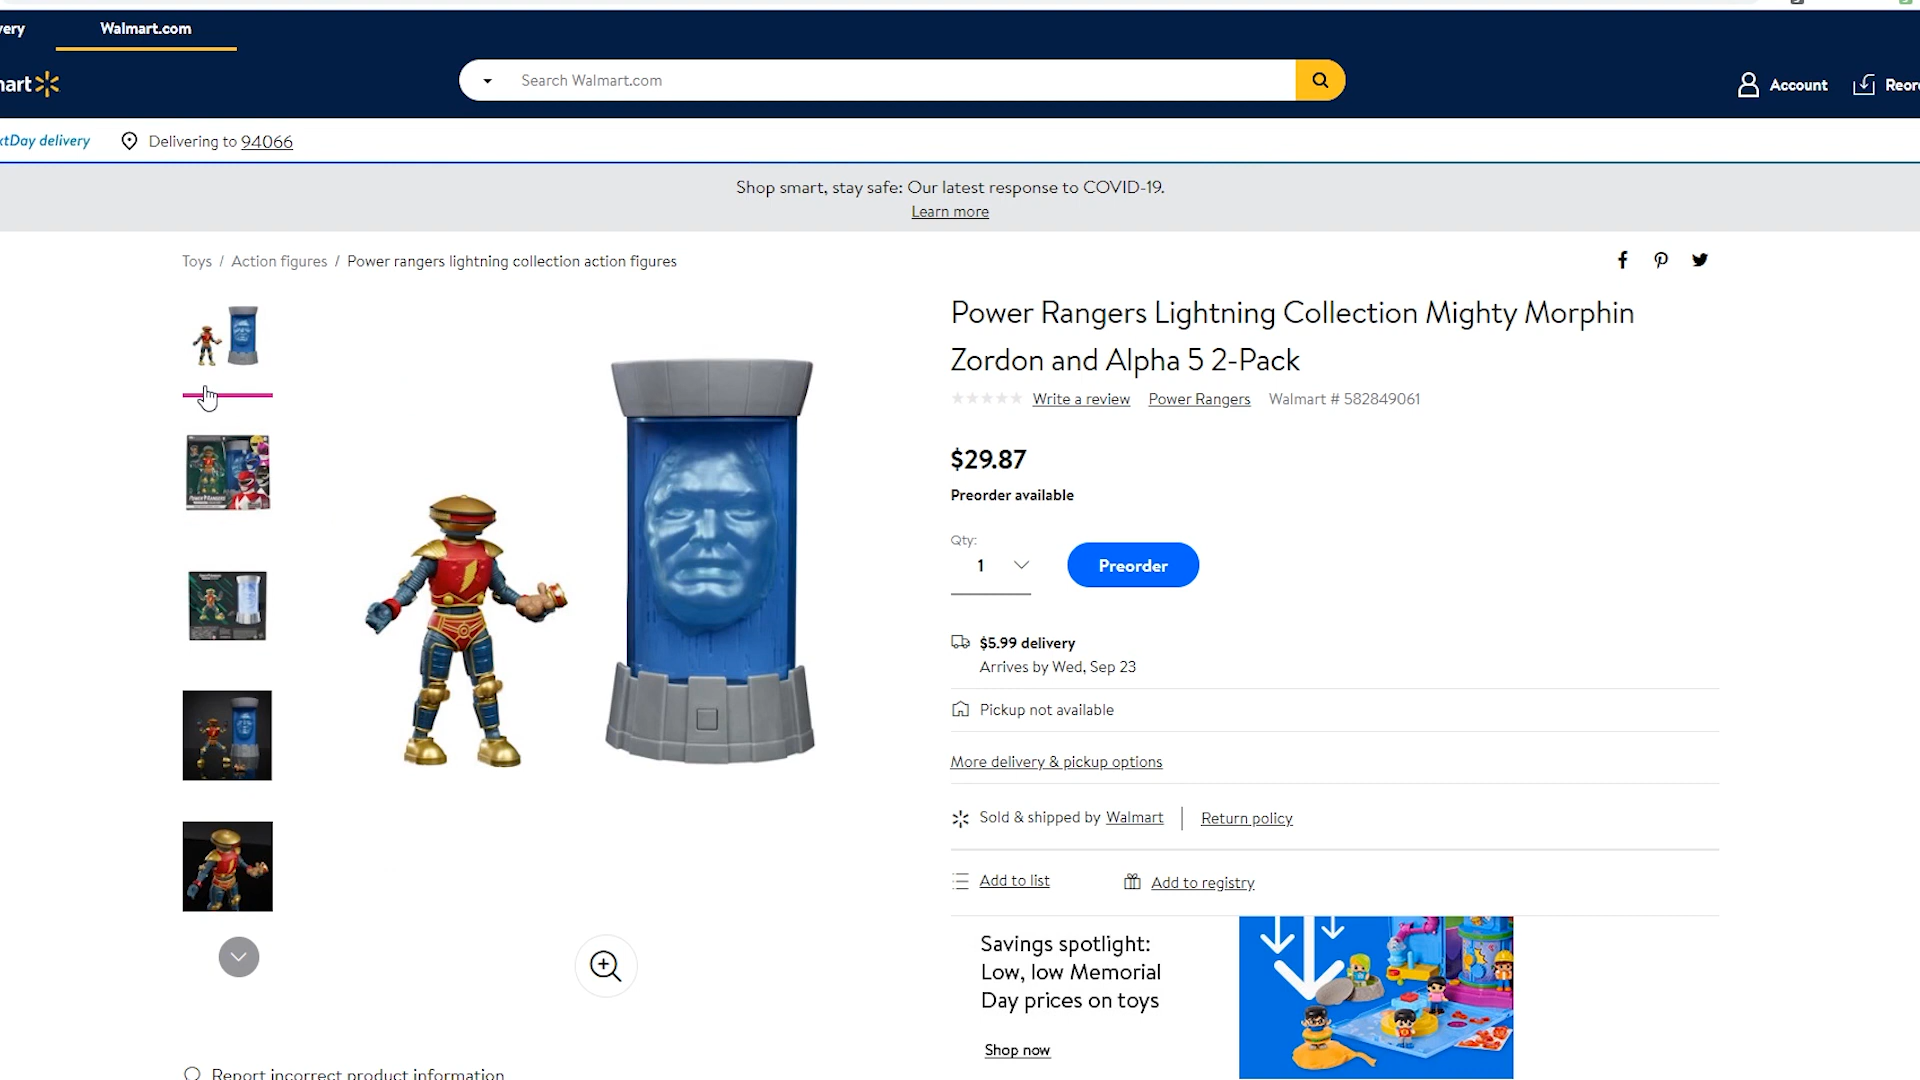 very
Walmart.com
mart
Search Walmart.com
Account
Reor
xtDay delivery
Delivering to 94066
Shop smart, stay safe: Our latest response to COVID-19.
Learn more
Toys / Action figures / Power rangers lightning collection action figures
Power Rangers Lightning Collection Mighty Morphin
Zordon and Alpha 5 2-Pack
Write a review
Power Rangers
Walmart # 582849061
$29.87
Preorder available
Qty:
1
Preorder
$5.99 delivery
Arrives by Wed, Sep 23
Pickup not available
More delivery & pickup options
Sold & shipped by Walmart
Return policy
Add to list
Add to registry
Savings spotlight:
Low, low Memorial
Day prices on toys
Shop now
Report incorrect product information